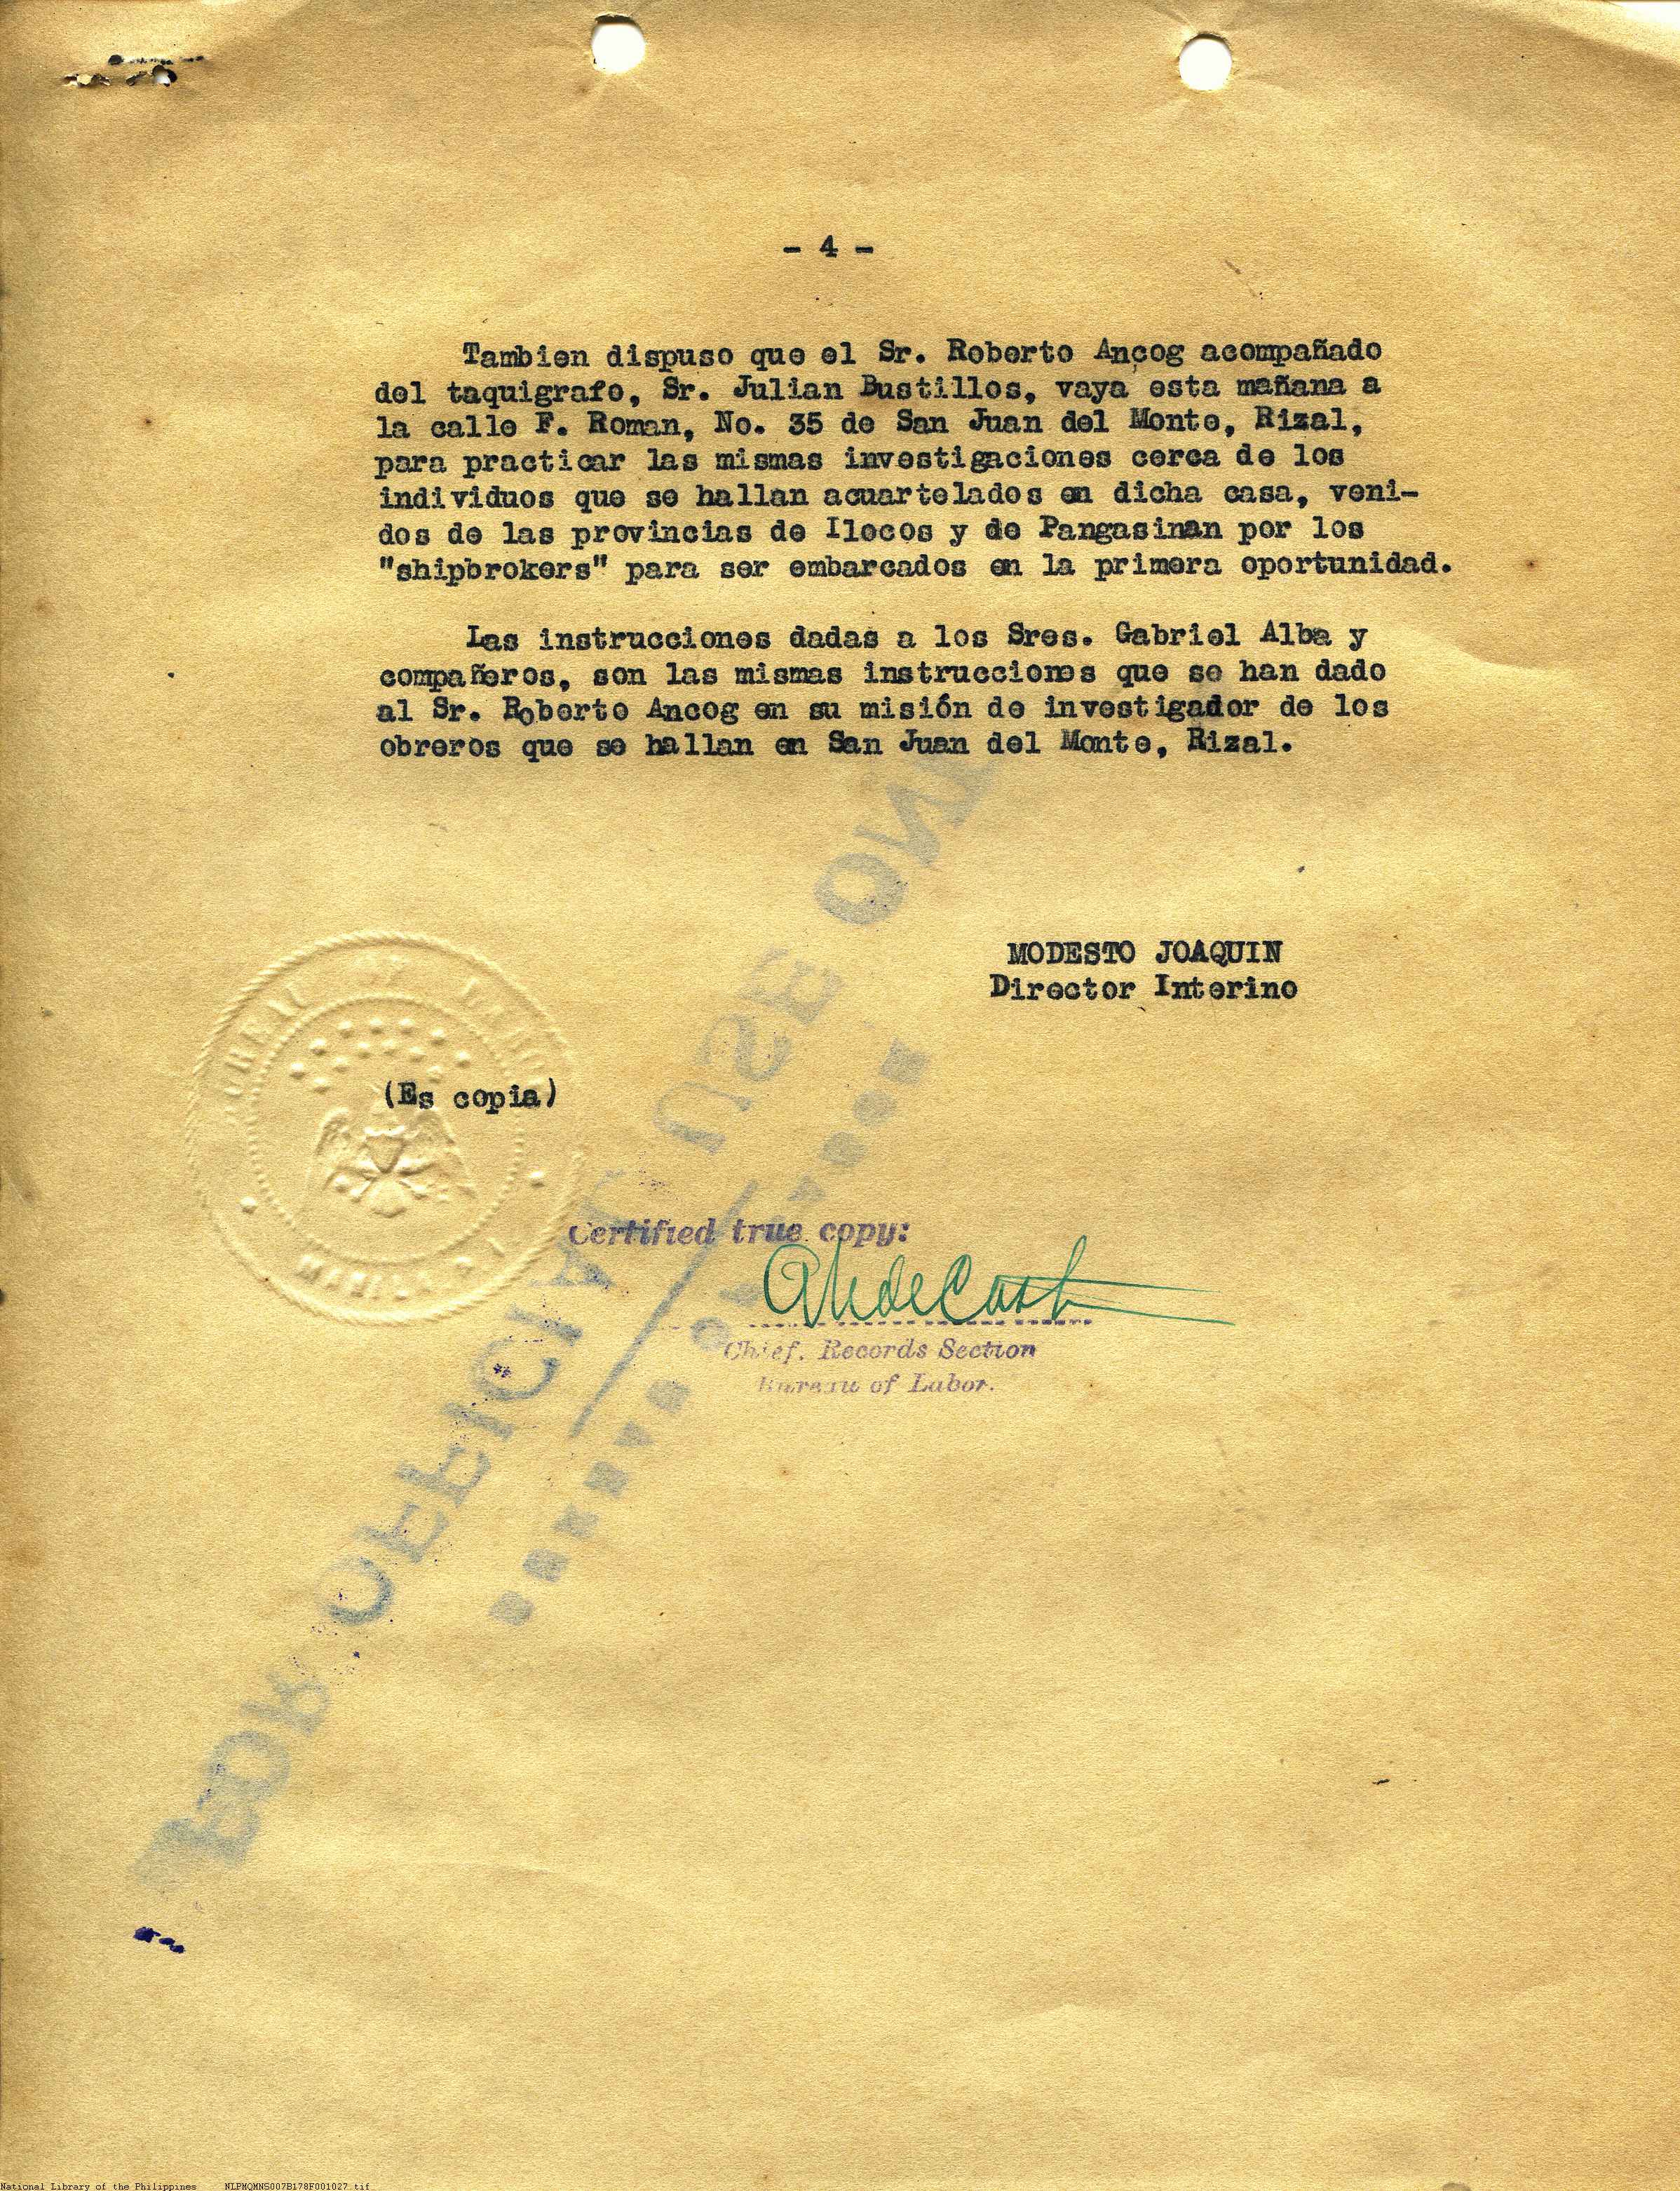 - 4 -
Tambien dispuso que el Sr. Roberto Ancog acompañado
del taquigrafo, Sr. Julian Bustillos, vaya esta mañana a
la calle F. Roman, No. 35 de San Juan del Monte, Rizal,
para practicar las mismas investigaciones cerca de los
individuos que se hallan acuartelados en dicha casa, veni-
dos de las provincias de Ilocos y de Pangasinan por los
"shipbrokers" para ser embarcados en la primera oportunidad.
Las instrucciones dadas a los Sres. Gabriel Alba y
compañeros, son las mismas instrucciones que se han dado
al Sr. Roberto Ancog en su misión de investigador de los
obreros que se hallan en San Juan del Monte, Rizal.
MODESTO JOAQUIN
Director Interino
(Es copia)
MANILA P. I.
Certified true copy:
Chief, Records Section
Bureau of Labor.
FOR OFFICIAL USE ONLY
National Library of the Philippines NLPMQMNS007B178F001027.tif